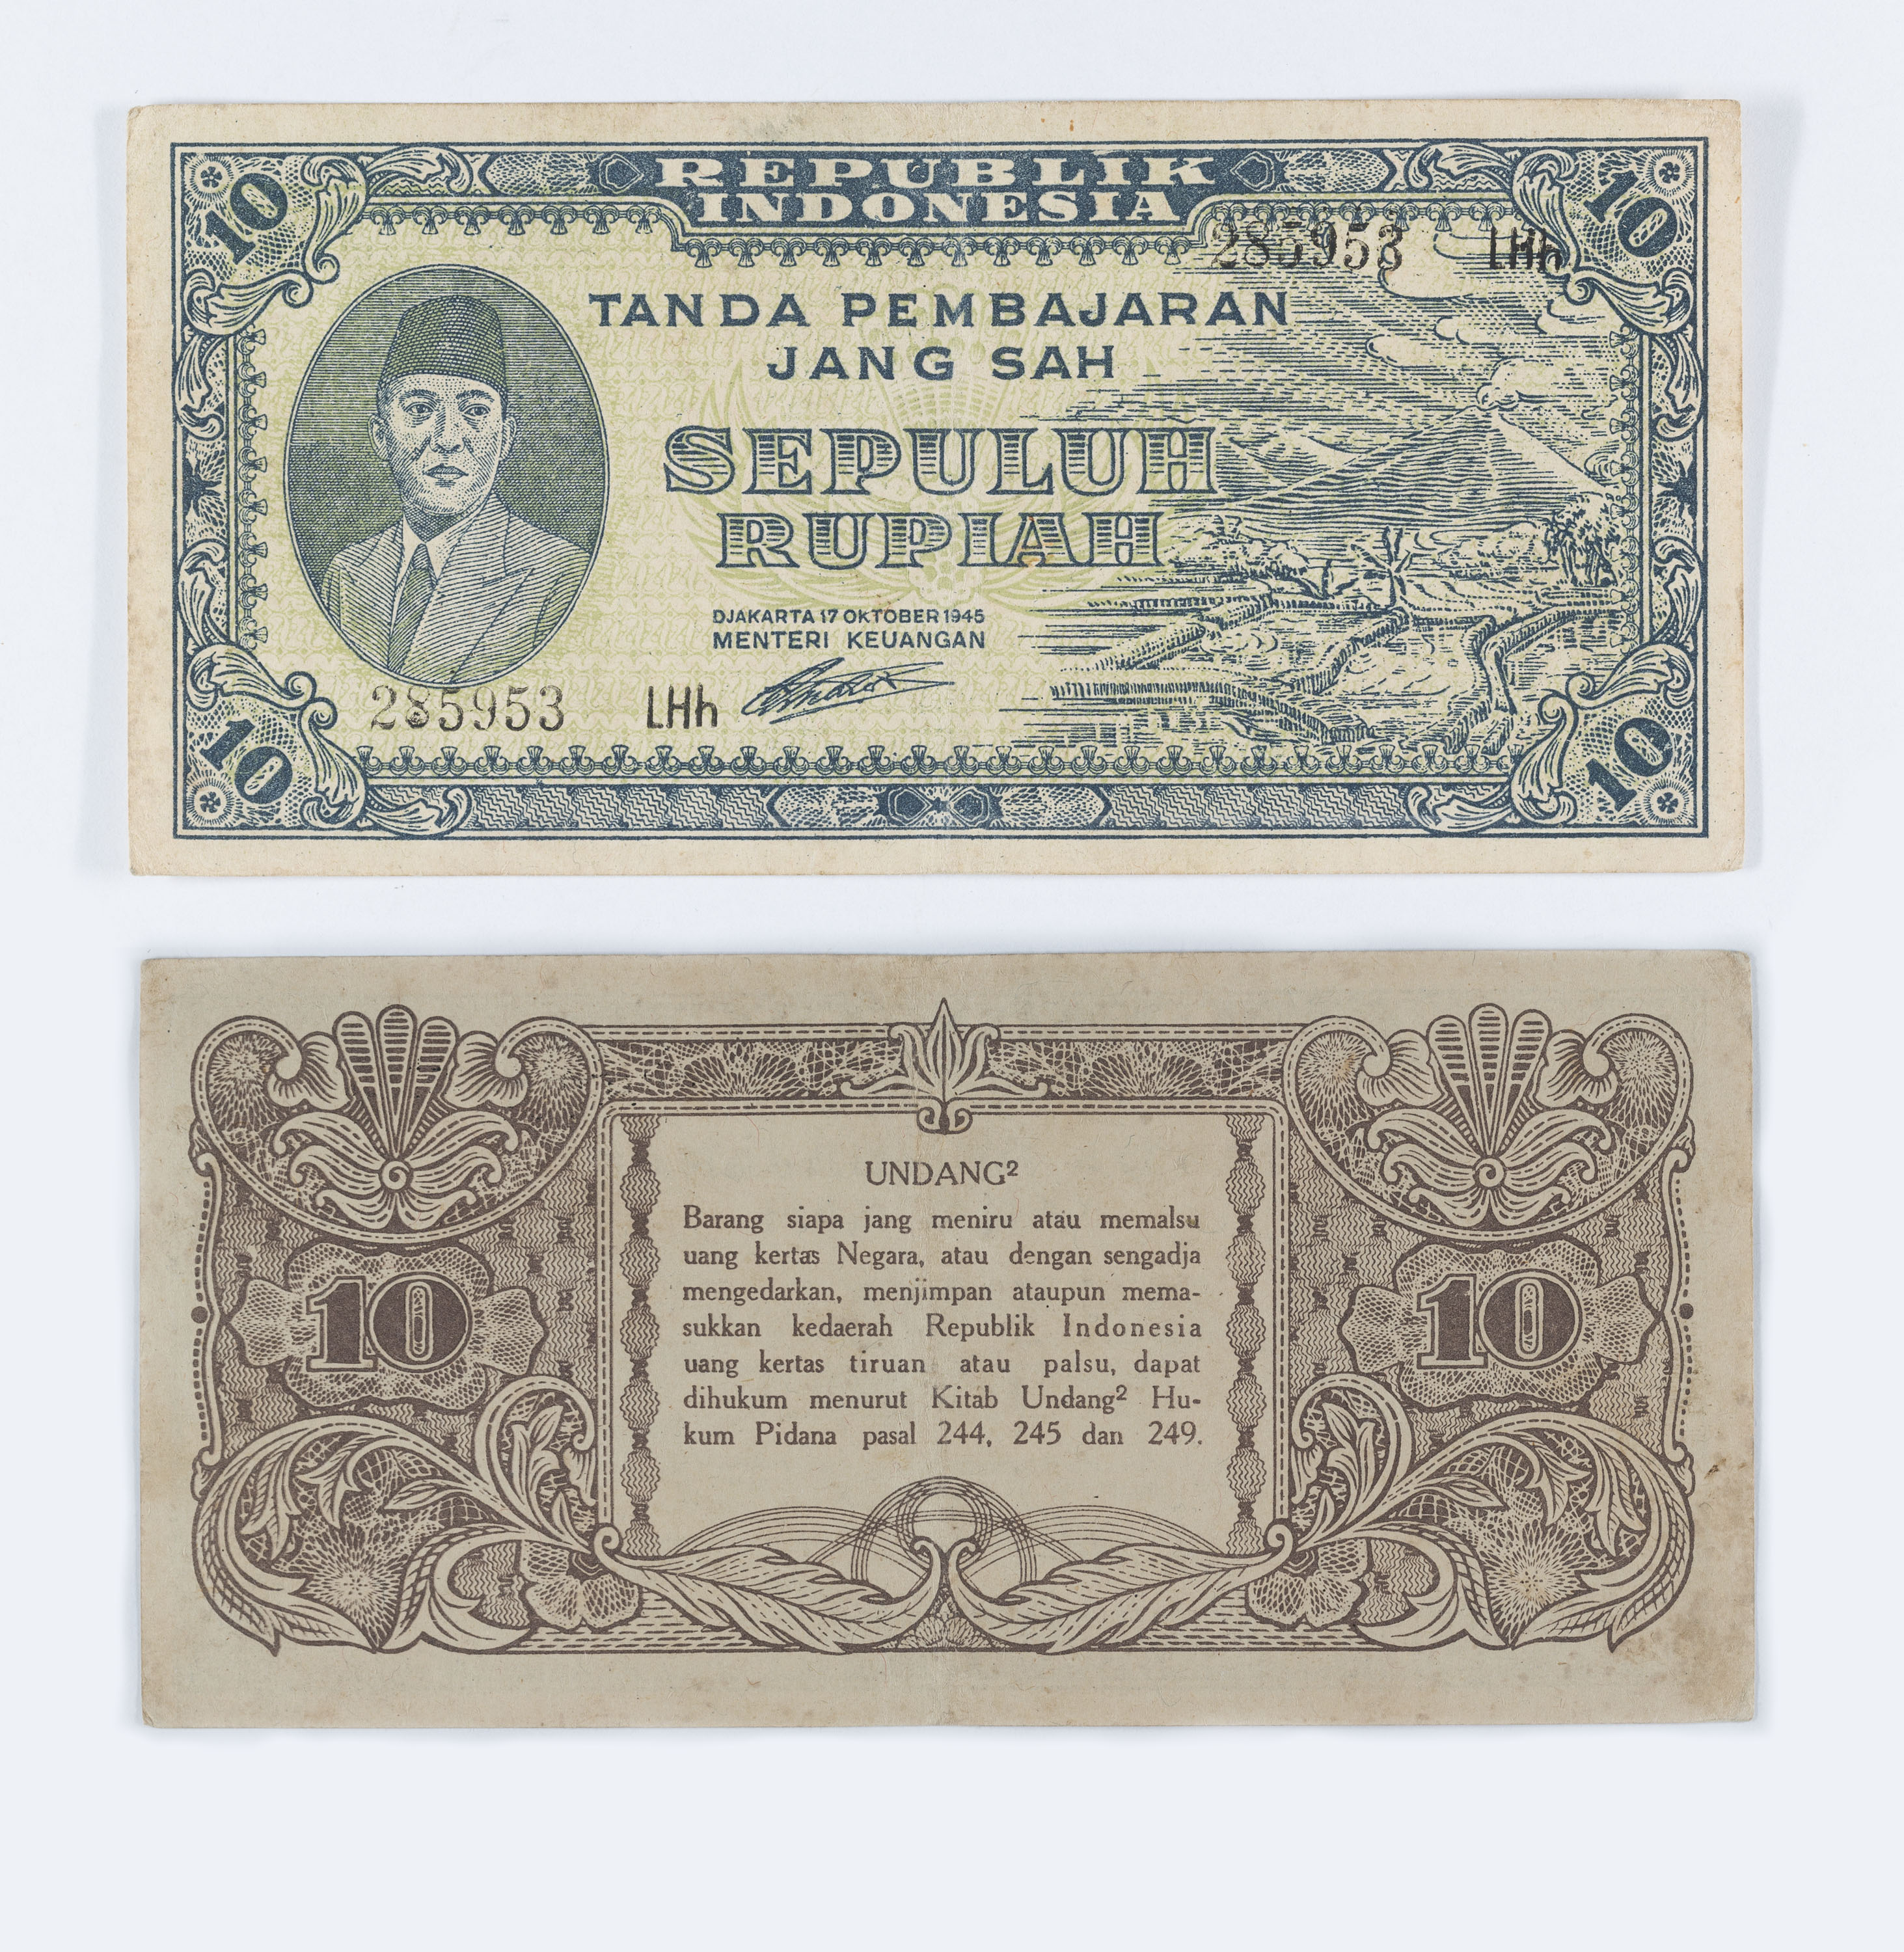 10
REPUBLIK
INDONESIA
10
285953 LHh
TANDA PEMBAJARAN
JANG SAH
SEPULUH
RUPIAH
DJAKARTA 17 OKTOBER 1945
MENTERI KEUANGAN
285953 LHh
10
10
UNDANG²
Barang siapa jang meniru atau memalsu
uang kertas Negara, atau dengan sengadja
mengedarkan, menjimpan ataupun mema-
sukkan kedaerah Republik Indonesia
uang kertas tiruan atau palsu, dapat
dihukum menurut Kitab Undang² Hu-
kum Pidana pasal 244, 245 dan 249.
10
10